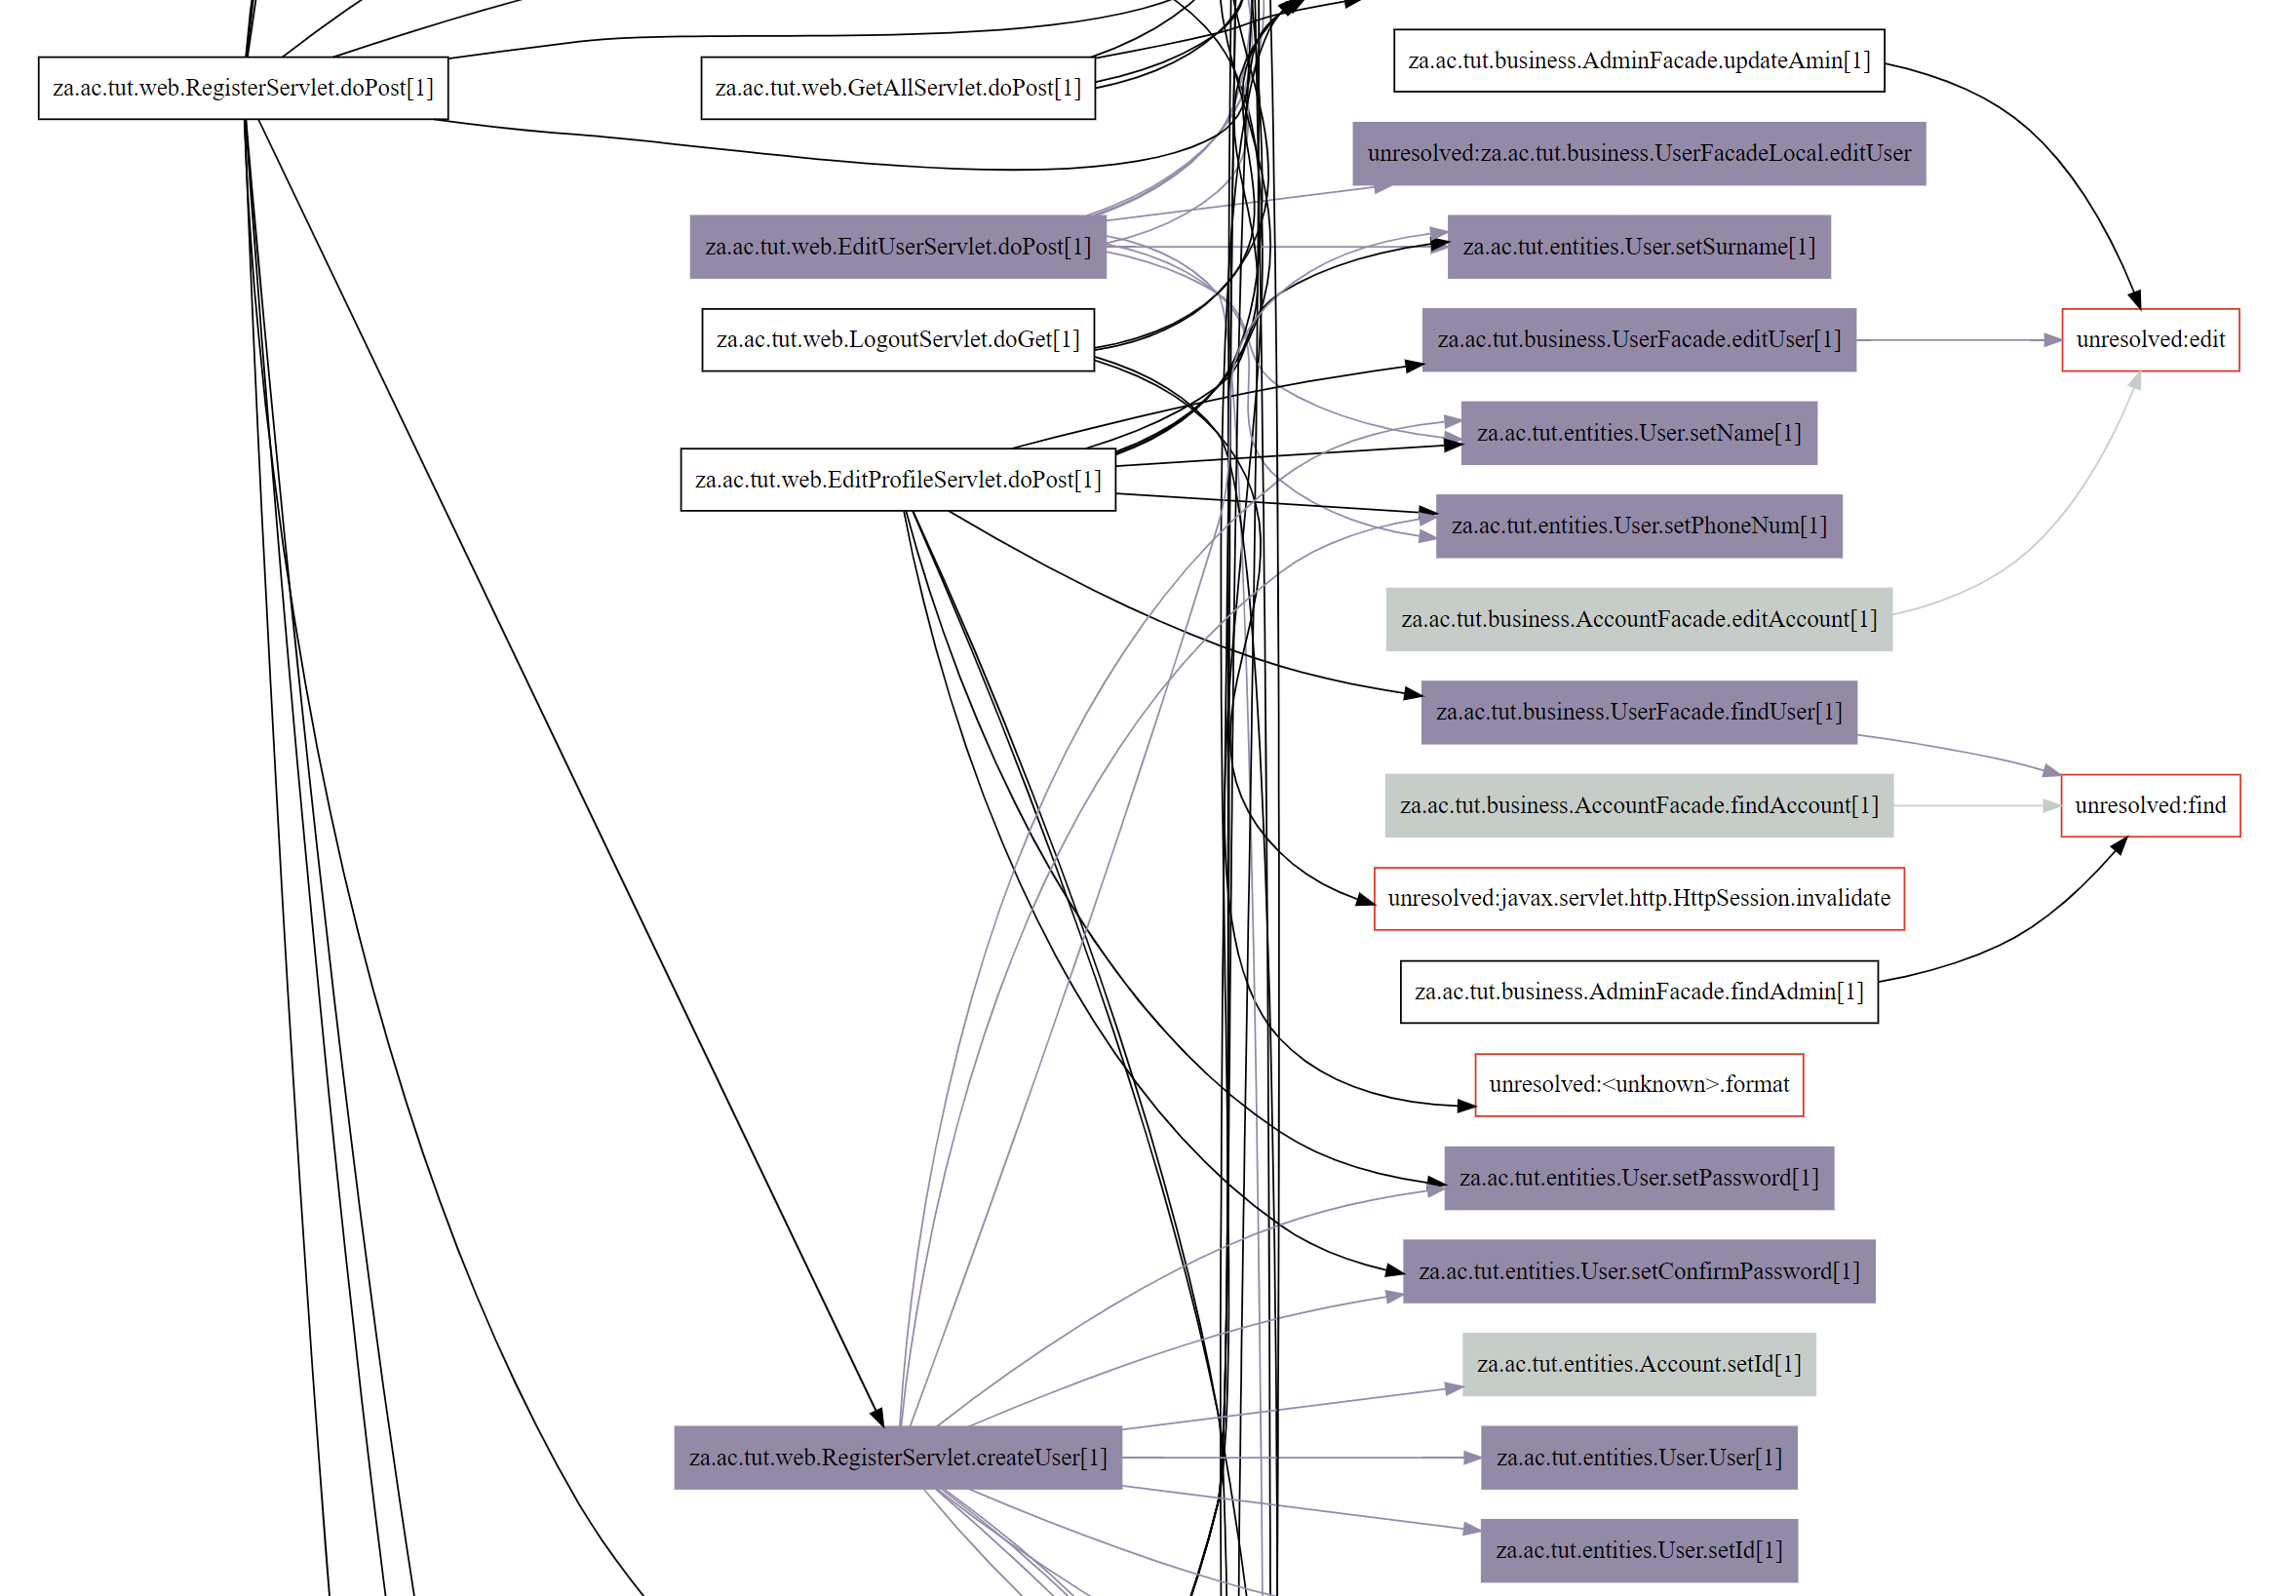 za.ac.tut.web.RegisterServlet.doPost[1]
za.ac.tut.web.GetAllServlet.doPost[1]
za.ac.tut.web.EditUserServlet.doPost[1]
za.ac.tut.web.LogoutServlet.doGet[1]
za.ac.tut.web.EditProfileServlet.doPost[1]
za.ac.tut.web.RegisterServlet.createUser[1]
za.ac.tut.business.AdminFacade.updateAmin[1]
unresolved:za.ac.tut.business.UserFacadeLocal.editUser
za.ac.tut.entities.User.setSurname[1]
za.ac.tut.business.UserFacade.editUser[1]
za.ac.tut.entities.User.setName[1]
za.ac.tut.entities.User.setPhoneNum[1]
za.ac.tut.business.AccountFacade.editAccount[1]
za.ac.tut.business.UserFacade.findUser[1]
za.ac.tut.business.AccountFacade.findAccount[1]
unresolved:javax.servlet.http.HttpSession.invalidate
za.ac.tut.business.AdminFacade.findAdmin[1]
unresolved:<unknown>.format
za.ac.tut.entities.User.setPassword[1]
za.ac.tut.entities.User.setConfirmPassword[1]
za.ac.tut.entities.Account.setId[1]
za.ac.tut.entities.User.User[1]
za.ac.tut.entities.User.setId[1]
unresolved:edit
unresolved:find